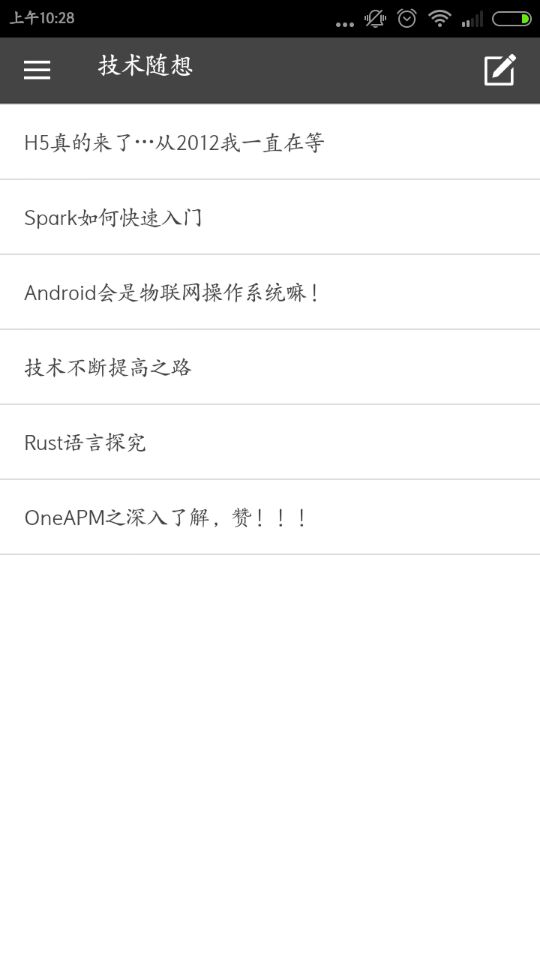 上午10:28
技术随想
H5真的来了…从2012我一直在等
Spark如何快速入门
Android会是物联网操作系统嘛！
技术不断提高之路
Rust语言探究
OneAPM之深入了解，赞！！！